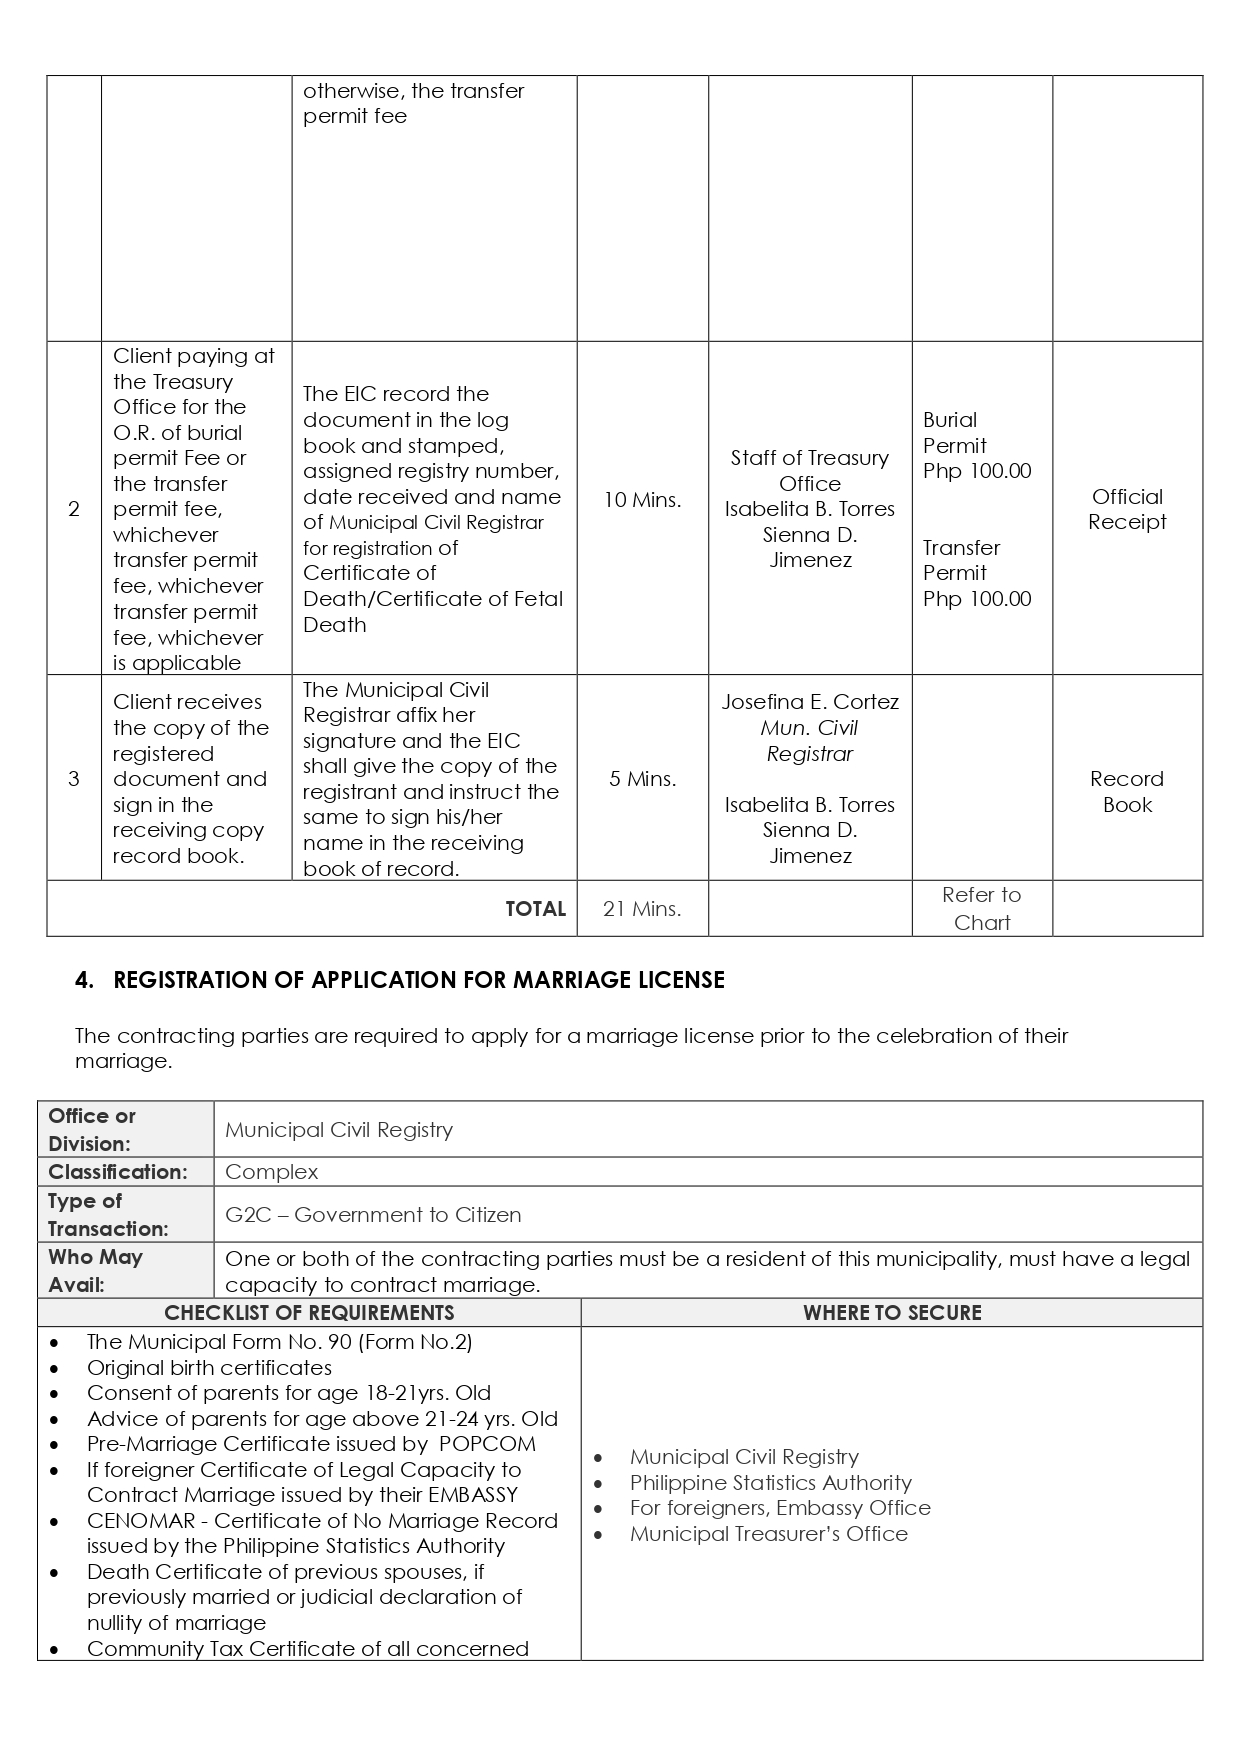 otherwise, the transfer
permit fee
2
Client paying at
the Treasury
Office for the
O.R. of burial
permit Fee or
the transfer
permit fee,
whichever
transfer permit
fee, whichever
transfer permit
fee, whichever
is applicable
The EIC record the
document in the log
book and stamped,
assigned registry number,
date received and name
of Municipal Civil Registrar
for registration of
Certificate of
Death/Certificate of Fetal
Death
10 Mins.
Staff of Treasury
Office
Isabelita B. Torres
Sienna D.
Jimenez
Burial
Permit
Php 100.00
Transfer
Permit
Php 100.00
Official
Receipt
3
Client receives
the copy of the
registered
document and
sign in the
receiving copy
record book.
The Municipal Civil
Registrar affix her
signature and the EIC
shall give the copy of the
registrant and instruct the
same to sign his/her
name in the receiving
book of record.
5 Mins.
Josefina E. Cortez
Mun. Civil
Registrar
Isabelita B. Torres
Sienna D.
Jimenez
Record
Book
TOTAL
21 Mins.
Refer to
Chart
4. REGISTRATION OF APPLICATION FOR MARRIAGE LICENSE
The contracting parties are required to apply for a marriage license prior to the celebration of their
marriage.
Office or
Division:
Municipal Civil Registry
Classification:
Complex
Type of
Transaction:
G2C – Government to Citizen
Who May
Avail:
One or both of the contracting parties must be a resident of this municipality, must have a legal
capacity to contract marriage.
CHECKLIST OF REQUIREMENTS
WHERE TO SECURE
• The Municipal Form No. 90 (Form No.2)
• Original birth certificates
• Consent of parents for age 18-21yrs. Old
• Advice of parents for age above 21-24 yrs. Old
• Pre-Marriage Certificate issued by POPCOM
• If foreigner Certificate of Legal Capacity to
Contract Marriage issued by their EMBASSY
• CENOMAR - Certificate of No Marriage Record
issued by the Philippine Statistics Authority
• Death Certificate of previous spouses, if
previously married or judicial declaration of
nullity of marriage
• Community Tax Certificate of all concerned
• Municipal Civil Registry
• Philippine Statistics Authority
• For foreigners, Embassy Office
• Municipal Treasurer’s Office